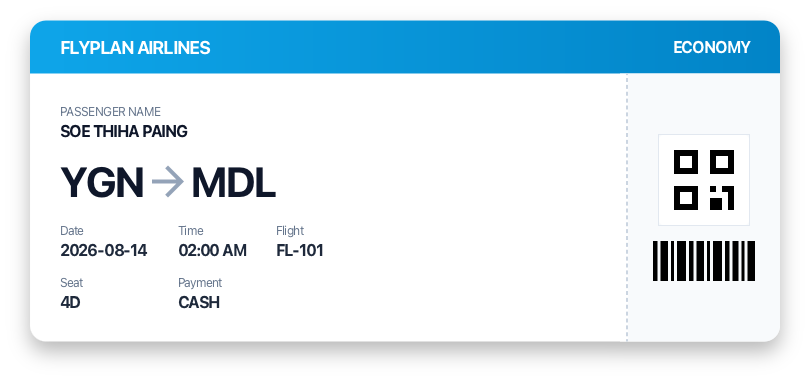 FLYPLAN AIRLINES
ECONOMY
PASSENGER NAME
SOE THIHA PAING
YGN → MDL
Date Time Flight
2026-08-14 02:00 AM FL-101
Seat Payment
4D CASH